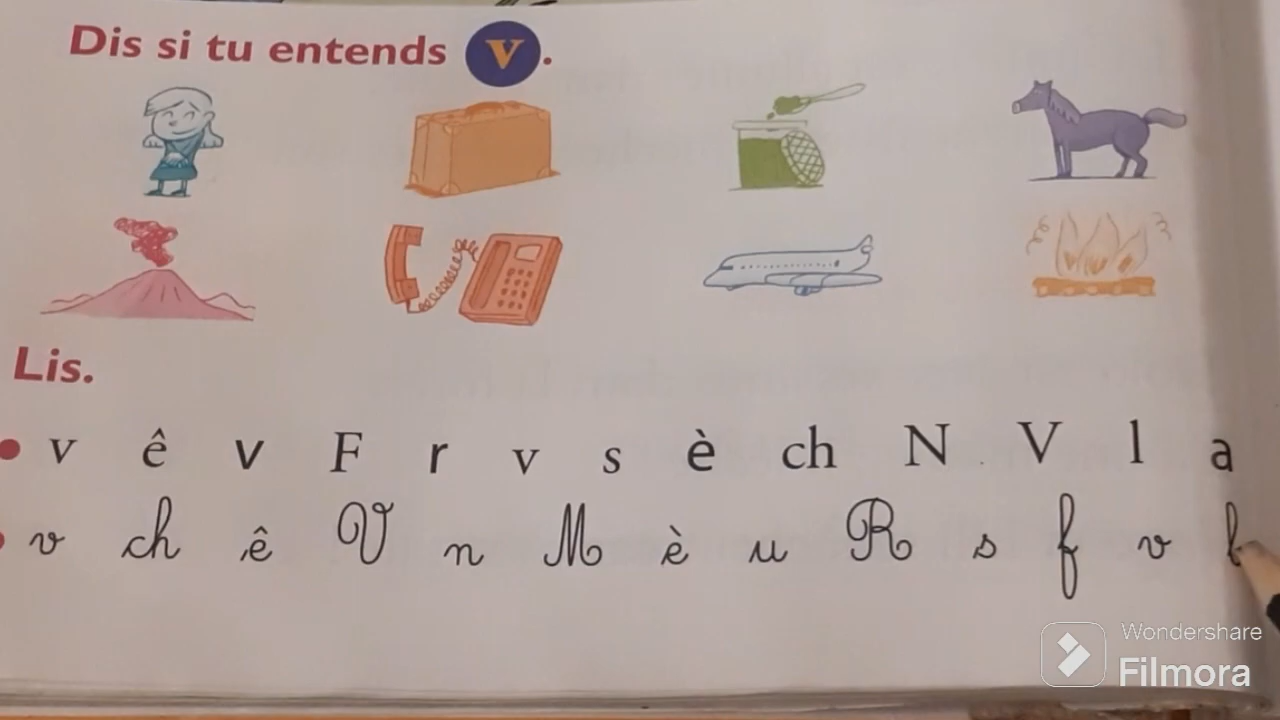 Dis si tu entends v.
Lis.
v ê v F r v s è ch N V l a
v ch ê V n M è u R s f v l
Wondershare
Filmora